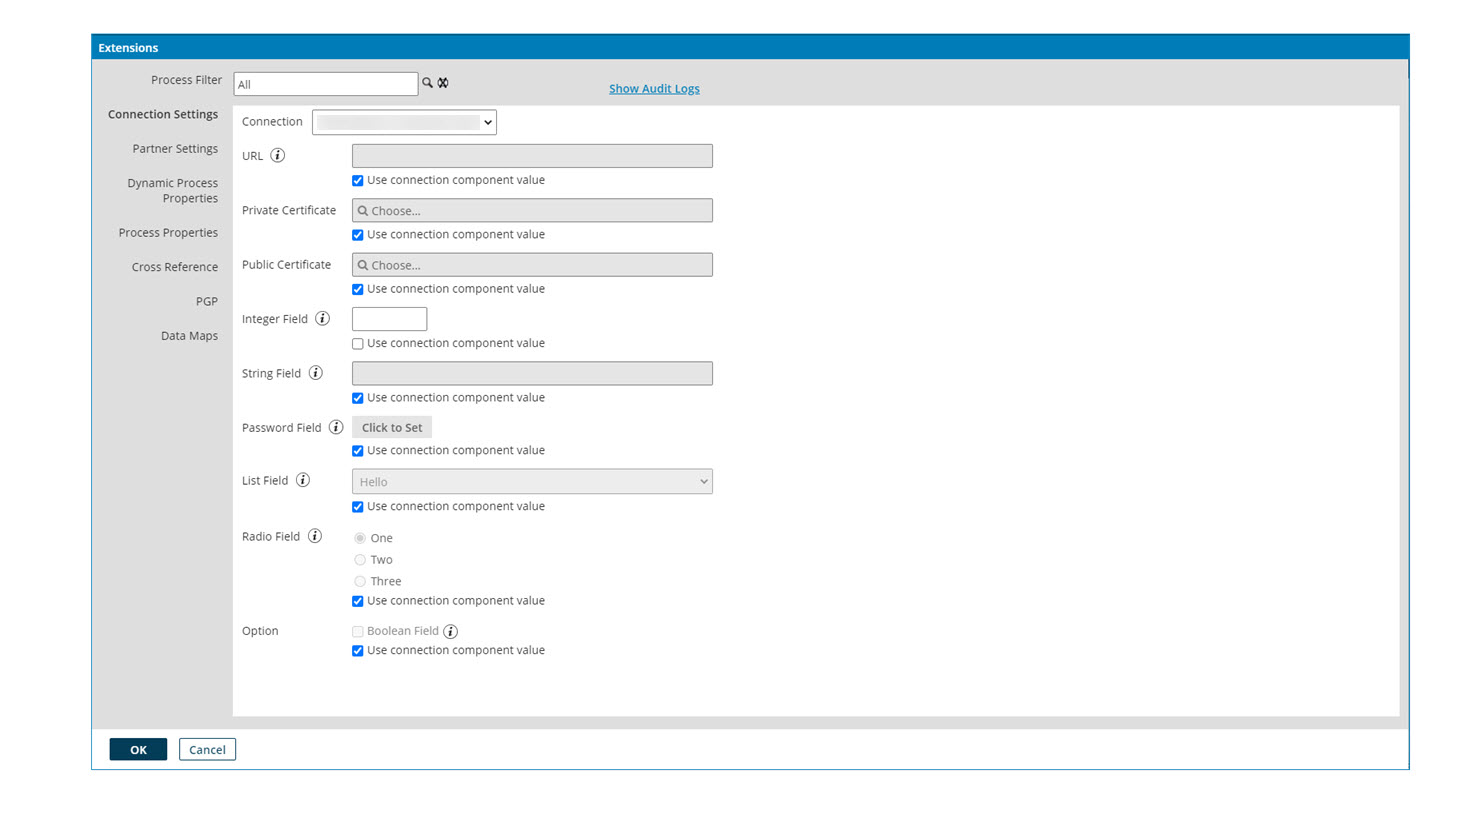 Extensions
Process Filter
All
Show Audit Logs
Connection Settings
Partner Settings
Dynamic Process
Properties
Process Properties
Cross Reference
PGP
Data Maps
Connection
URL
Use connection component value
Private Certificate
Choose...
Use connection component value
Public Certificate
Choose...
Use connection component value
Integer Field
Use connection component value
String Field
Use connection component value
Password Field
Click to Set
Use connection component value
List Field
Hello
Use connection component value
Radio Field
One
Two
Three
Use connection component value
Option
Boolean Field
Use connection component value
OK
Cancel